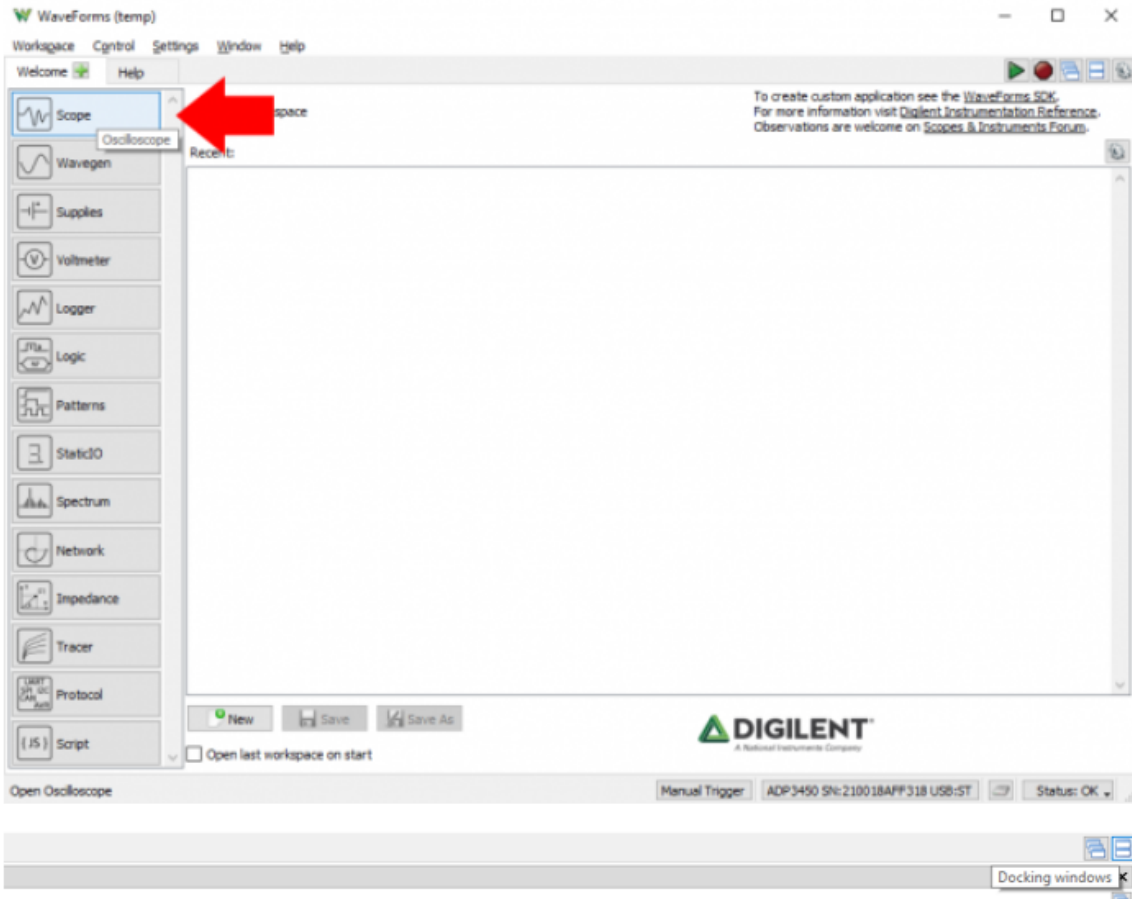 WaveForms (temp)
Workspace Control Settings Window Help
Welcome Help
To create custom application see the WaveForms SDK.
For more information visit Digilent Instrumentation Reference.
Observations are welcome on Scopes & Instruments Forum.
space
Recent:
Scope
Oscilloscope
Wavegen
Supplies
Voltmeter
Logger
Logic
Patterns
StaticIO
Spectrum
Network
Impedance
Tracer
Protocol
{JS} Script
New Save Save As
Open last workspace on start
DIGILENT
A National Instruments Company
Open Oscilloscope
Manual Trigger ADP3450 SN:210018AFF318 USB:ST Status: OK
Docking windows